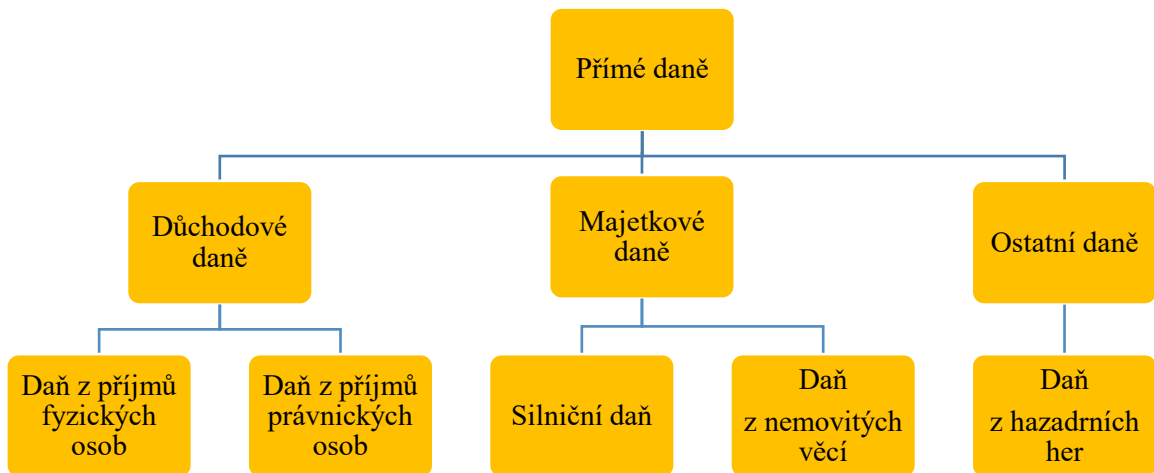 Přímé daně
Důchodové
daně
Majetkové
daně
Ostatní daně
Daň z příjmů
fyzických
osob
Daň z příjmů
právnických
osob
Silniční daň
Daň
z nemovitých
věcí
Daň
z hazadrních
her